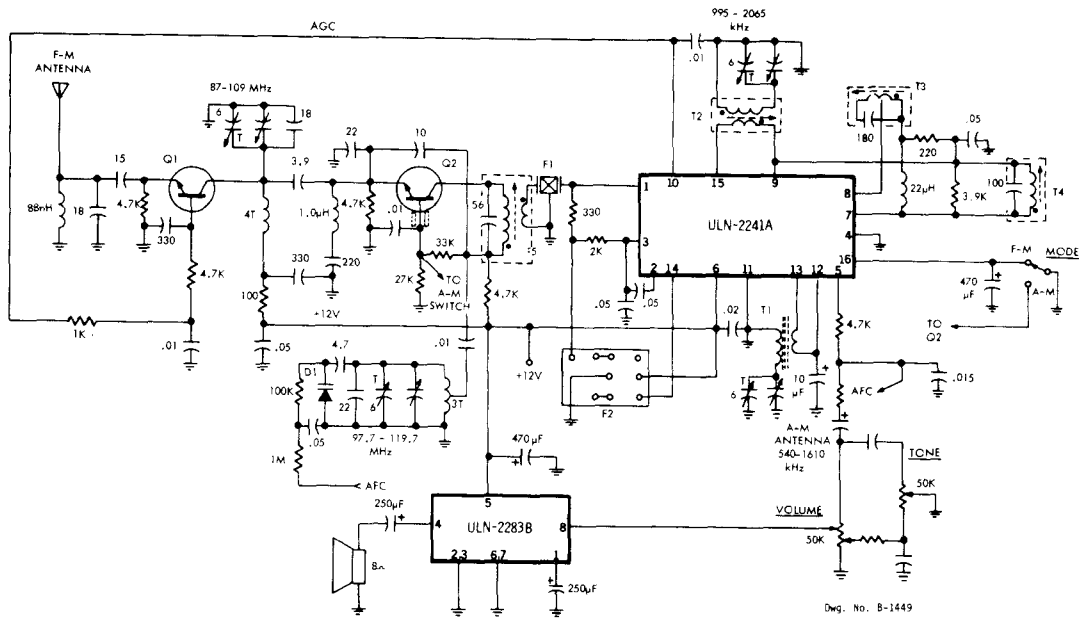 995 - 2065
kHz
AGC
.01
6
T
F-M
ANTENNA
T2
T3
180
.05
220
87-109 MHz
6
T
18
22
10
Q2
15
Q1
3.9
F1
88nH
18
4.7K
330
4T
1.0µH
4.7K
.01
56
330
1
10
15
9
8
7
4
16
3
2
14
6
11
13
12
5
ULN-2241A
22µH
3.9K
100
T4
220
330
33K
27K
TO
A-M
SWITCH
4.7K
2K
.05
.05
F-M
MODE
A-M
470
µF
TO
Q2
4.7K
1K
.01
100
+12V
.05
.01
+12V
.02
T1
T
6
10
µF
4.7K
AFC
.015
F2
D1
4.7
100K
22
T
6
3T
.05
97.7 - 119.7
MHz
1M
AFC
A-M
ANTENNA
540-1610
kHz
TONE
50K
470µF
VOLUME
50K
250µF
4
5
ULN-2283B
8
2,3
6,7
1
8Ω
250µF
Dwg. No. B-1449